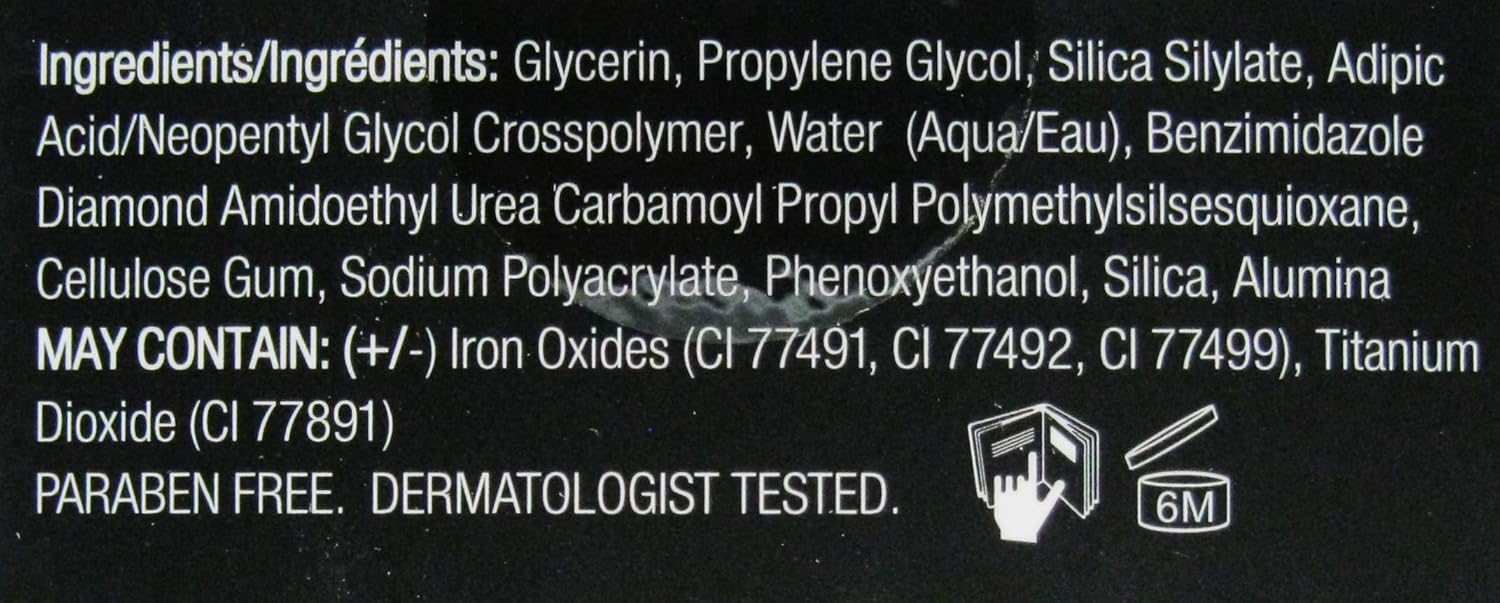 Ingredients/Ingrédients: Glycerin, Propylene Glycol, Silica Silylate, Adipic
Acid/Neopentyl Glycol Crosspolymer, Water (Aqua/Eau), Benzimidazole
Diamond Amidoethyl Urea Carbamoyl Propyl Polymethylsilsesquioxane,
Cellulose Gum, Sodium Polyacrylate, Phenoxyethanol, Silica, Alumina
MAY CONTAIN: (+/-) Iron Oxides (CI 77491, CI 77492, CI 77499), Titanium
Dioxide (CI 77891)
PARABEN FREE. DERMATOLOGIST TESTED.
6M